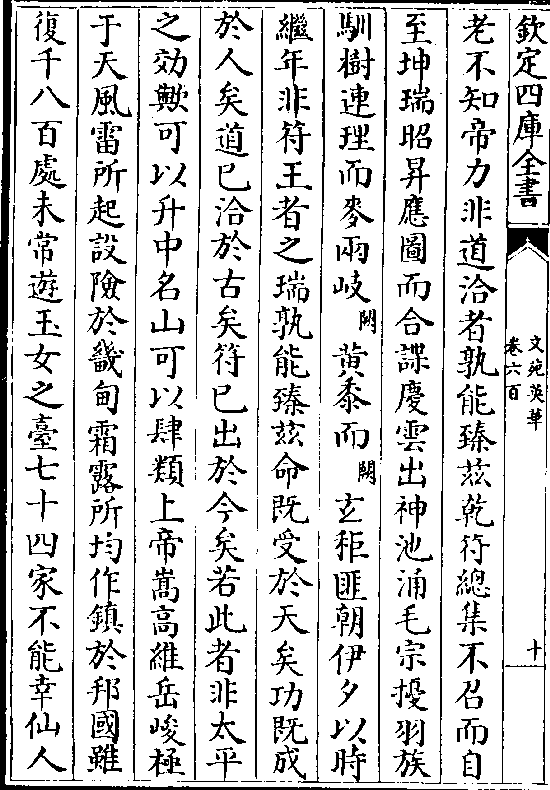 欽定四庫全書
文苑英華
卷六百
十
老不知帝力非道洽者孰能臻茲乾符總集不召而自
至坤瑞昭昇應圖而合諜慶雲出神池涌毛宗擾羽族
馴樹連理而麥兩岐闕黄黍而闕玄秬匪朝伊夕以時
繼年非符王者之瑞孰能臻茲命既受於天矣功既成
於人矣道已洽於古矣符已出於今矣若此者非太平
之効歟可以升中名山可以肆類上帝嵩高維岳峻極
于天風雷所起設險於畿甸霜露所均作鎮於邦國雖
復千八百處未常遊玉女之臺七十四家不能幸仙人